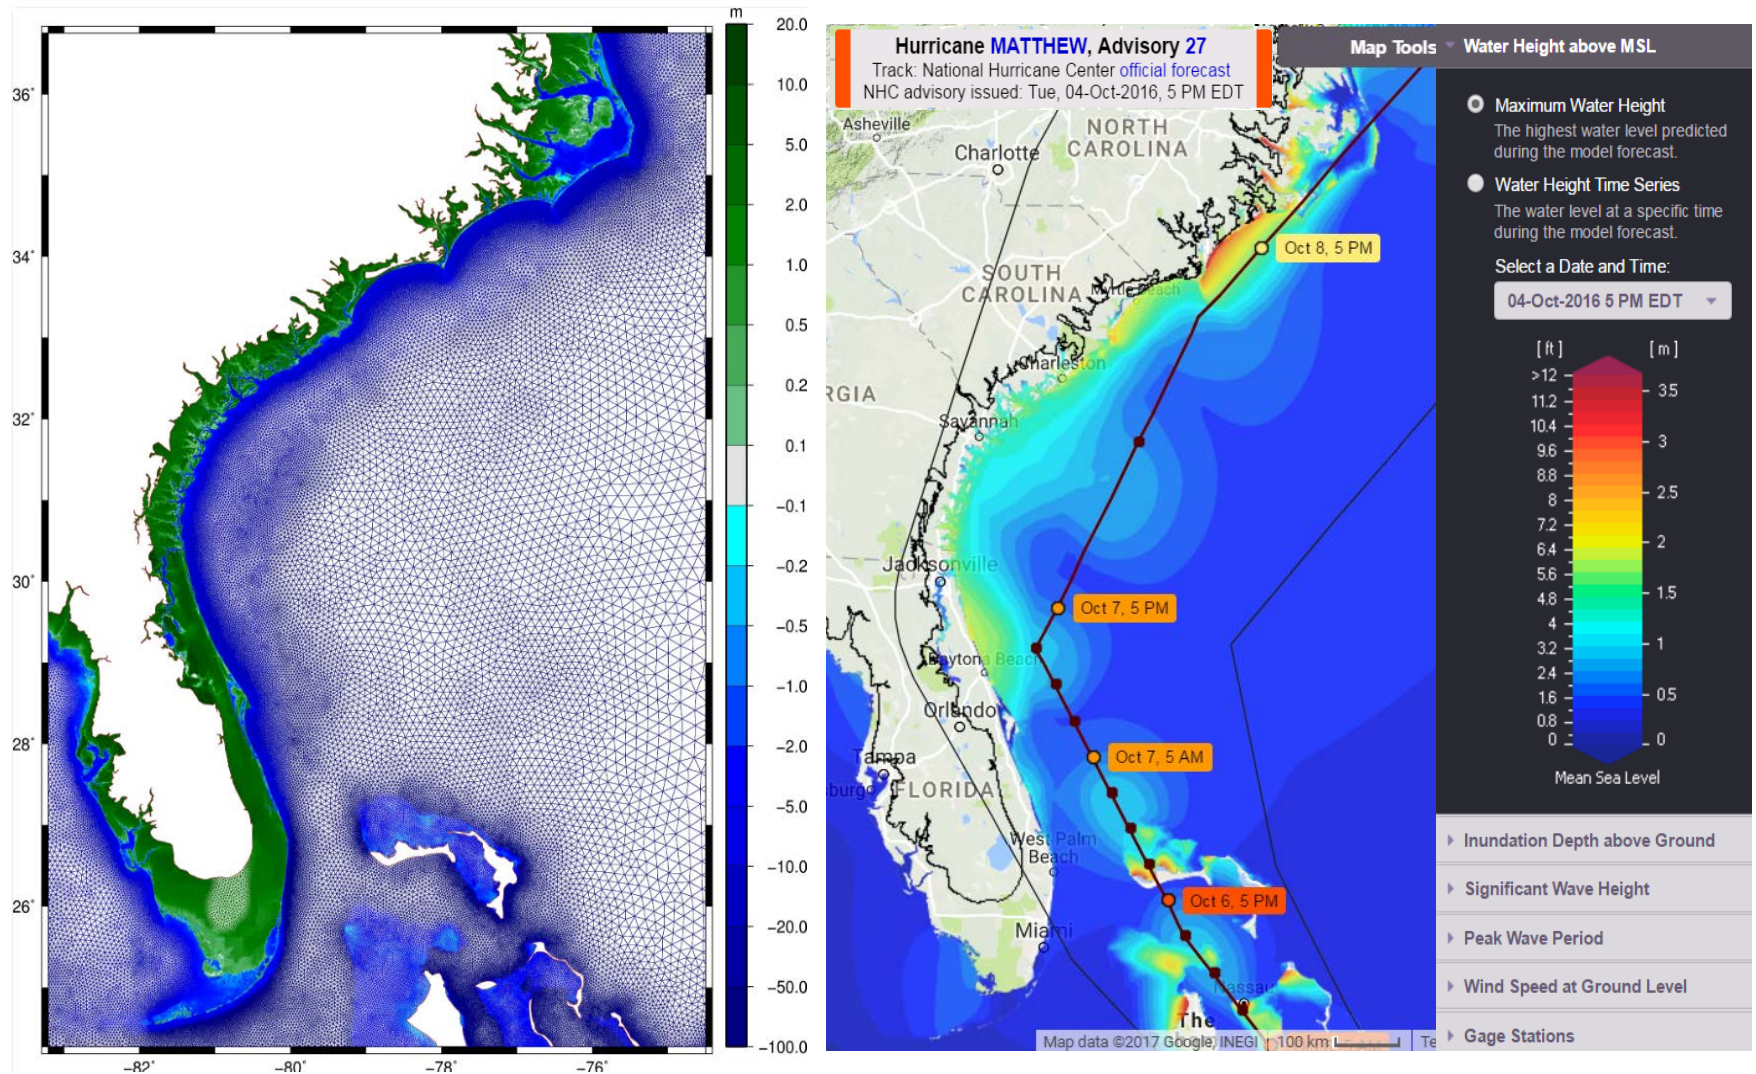 m
20.0
10.0
5.0
2.0
1.0
0.5
0.2
0.1
−0.1
−0.2
−0.5
−1.0
−2.0
−5.0
−10.0
−20.0
−50.0
−100.0
36°
34°
32°
30°
28°
26°
−82°
−80°
−78°
−76°
Hurricane MATTHEW, Advisory 27
Track: National Hurricane Center official forecast
NHC advisory issued: Tue, 04-Oct-2016, 5 PM EDT
Map Tools
Asheville
Charlotte
NORTH
CAROLINA
Oct 8, 5 PM
SOUTH
CAROLINA
Myrtle Beach
Charleston
RGIA
Savannah
Jacksonville
Oct 7, 5 PM
Daytona Beach
Orlando
Oct 7, 5 AM
Tampa
sburg
FLORIDA
West Palm
Beach
Oct 6, 5 PM
Miami
Nassau
The
Map data ©2017 Google, INEGI
100 km
Te
Water Height above MSL
Maximum Water Height
The highest water level predicted
during the model forecast.
Water Height Time Series
The water level at a specific time
during the model forecast.
Select a Date and Time:
04-Oct-2016 5 PM EDT
[ ft ] [ m ]
>12
11.2 3.5
10.4
9.6 3
8.8
8 2.5
7.2
6.4 2
5.6
4.8 1.5
4
3.2 1
2.4
1.6 0.5
0.8
0 0
Mean Sea Level
Inundation Depth above Ground
Significant Wave Height
Peak Wave Period
Wind Speed at Ground Level
Gage Stations